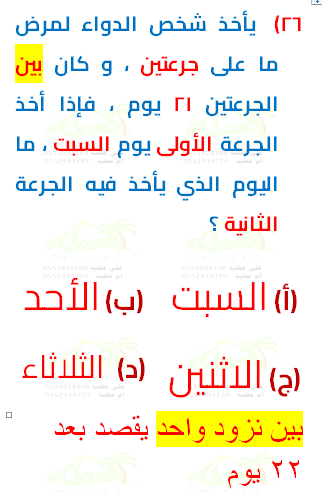 ٢٦) يأخذ شخص الدواء لمرض
ما على جرعتين ، و كان بين
الجرعتين ٢١ يوم ، فإذا أخذ
الجرعة الأولى يوم السبت ، ما
اليوم الذي يأخذ فيه الجرعة
الثانية ؟
(أ) السبت (ب) الأحد
(ج) الاثنين (د) الثلاثاء
بين نزود واحد يقصد بعد
٢٢ يوم